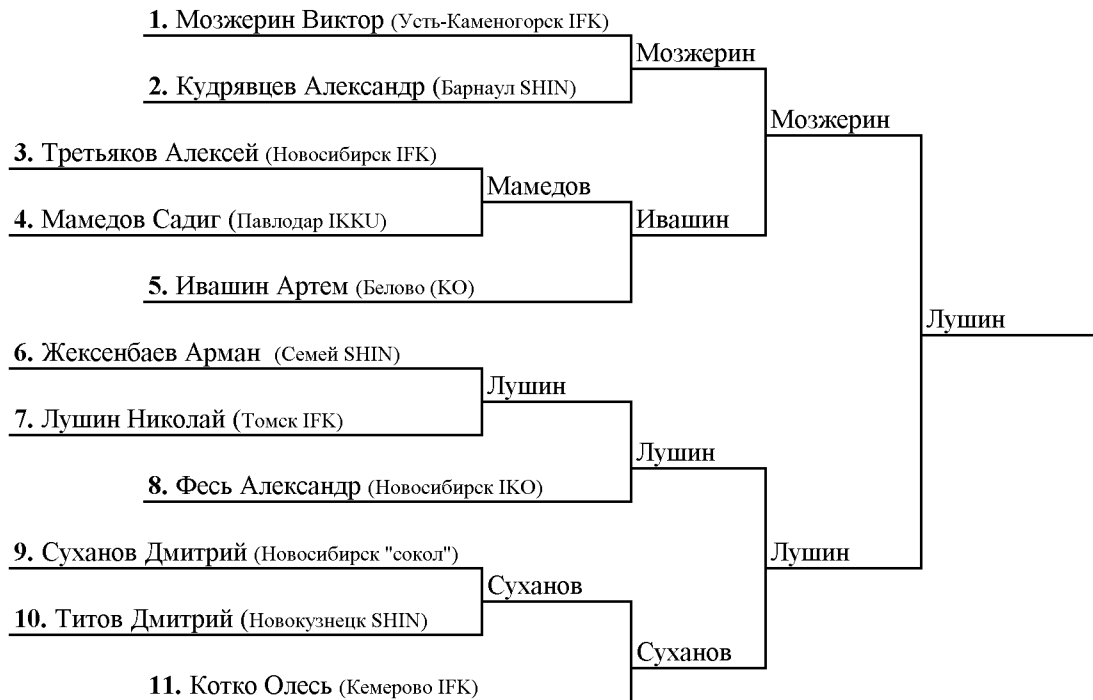 1. Мозжерин Виктор (Усть-Каменогорск IFK)
Мозжерин
2. Кудрявцев Александр (Барнаул SHIN)
Мозжерин
3. Третьяков Алексей (Новосибирск IFK)
Мамедов
4. Мамедов Садиг (Павлодар IKKU)
Ивашин
5. Ивашин Артем (Белово (KO)
Лушин
6. Жексенбаев Арман (Семей SHIN)
Лушин
7. Лушин Николай (Томск IFK)
Лушин
8. Фесь Александр (Новосибирск IKO)
9. Суханов Дмитрий (Новосибирск "сокол")
Лушин
Суханов
10. Титов Дмитрий (Новокузнецк SHIN)
Суханов
11. Котко Олесь (Кемерово IFK)